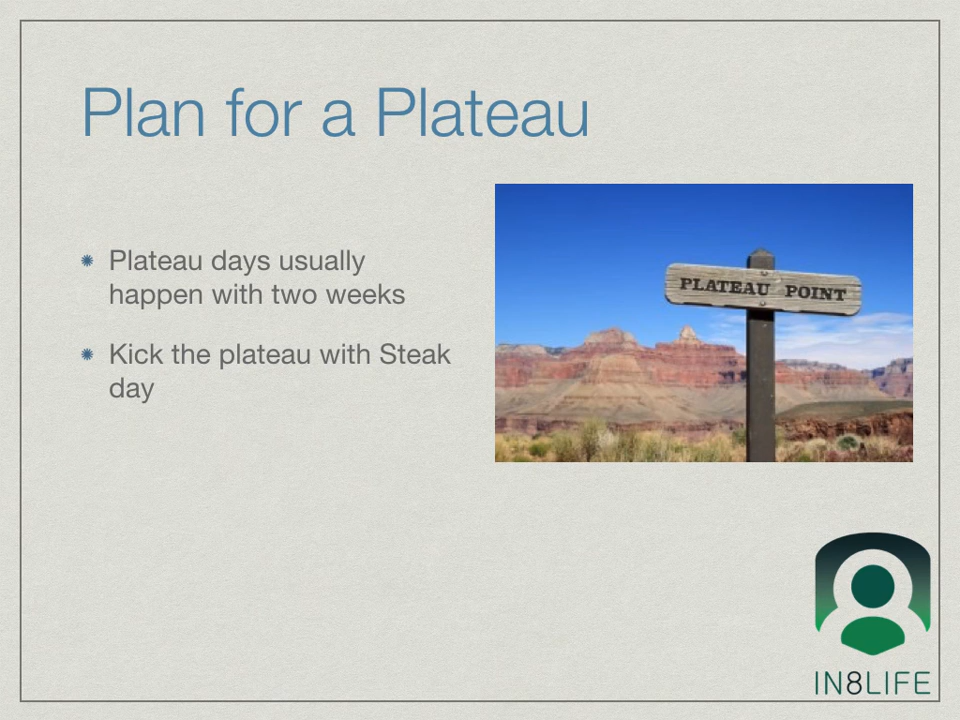 Plan for a Plateau
Plateau days usually
happen with two weeks
Kick the plateau with Steak
day
PLATEAU POINT
IN8LIFE